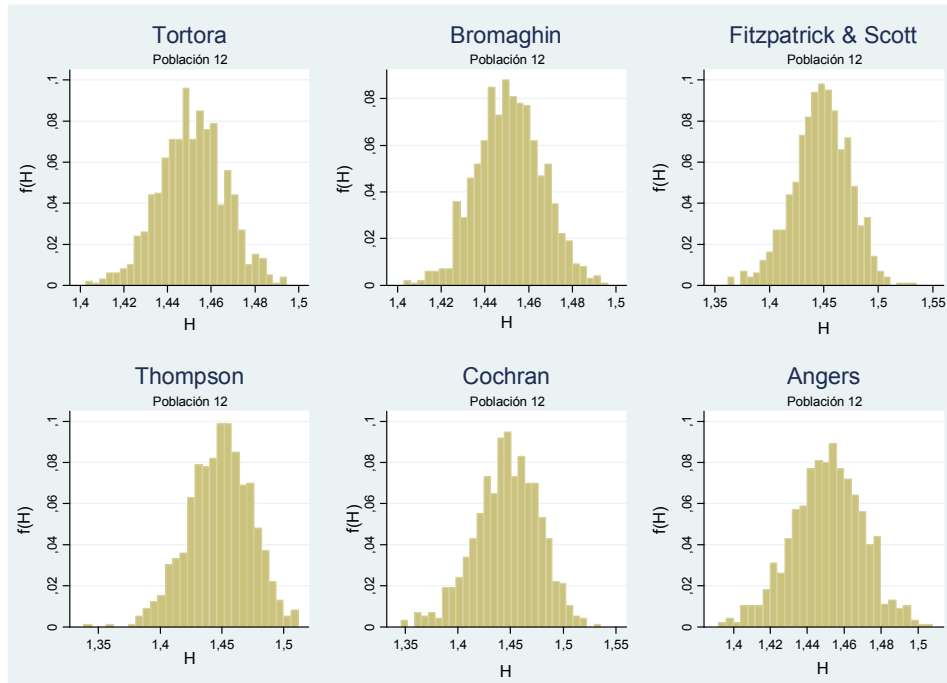 Tortora
Población 12
f(H)
0 ,02 ,04 ,06 ,08 ,1
1,4 1,42 1,44 1,46 1,48 1,5
H
Bromaghin
Población 12
f(H)
0 ,02 ,04 ,06 ,08
1,4 1,42 1,44 1,46 1,48 1,5
H
Fitzpatrick & Scott
Población 12
f(H)
0 ,02 ,04 ,06 ,08 ,1
1,35 1,4 1,45 1,5 1,55
H
Thompson
Población 12
f(H)
0 ,02 ,04 ,06 ,08 ,1
1,35 1,4 1,45 1,5
H
Cochran
Población 12
f(H)
0 ,02 ,04 ,06 ,08 ,1
1,35 1,4 1,45 1,5 1,55
H
Angers
Población 12
f(H)
0 ,02 ,04 ,06 ,08 ,1
1,4 1,42 1,44 1,46 1,48 1,5
H